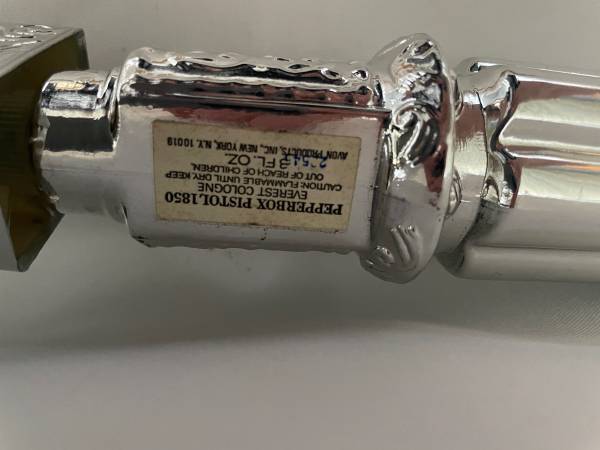 PEPPERBOX PISTOL 1850
EVEREST COLOGNE
CAUTION: FLAMMABLE UNTIL DRY. KEEP
OUT OF REACH OF CHILDREN.
3 FL. OZ.
AVON PRODUCTS, INC., NEW YORK, N.Y. 10019